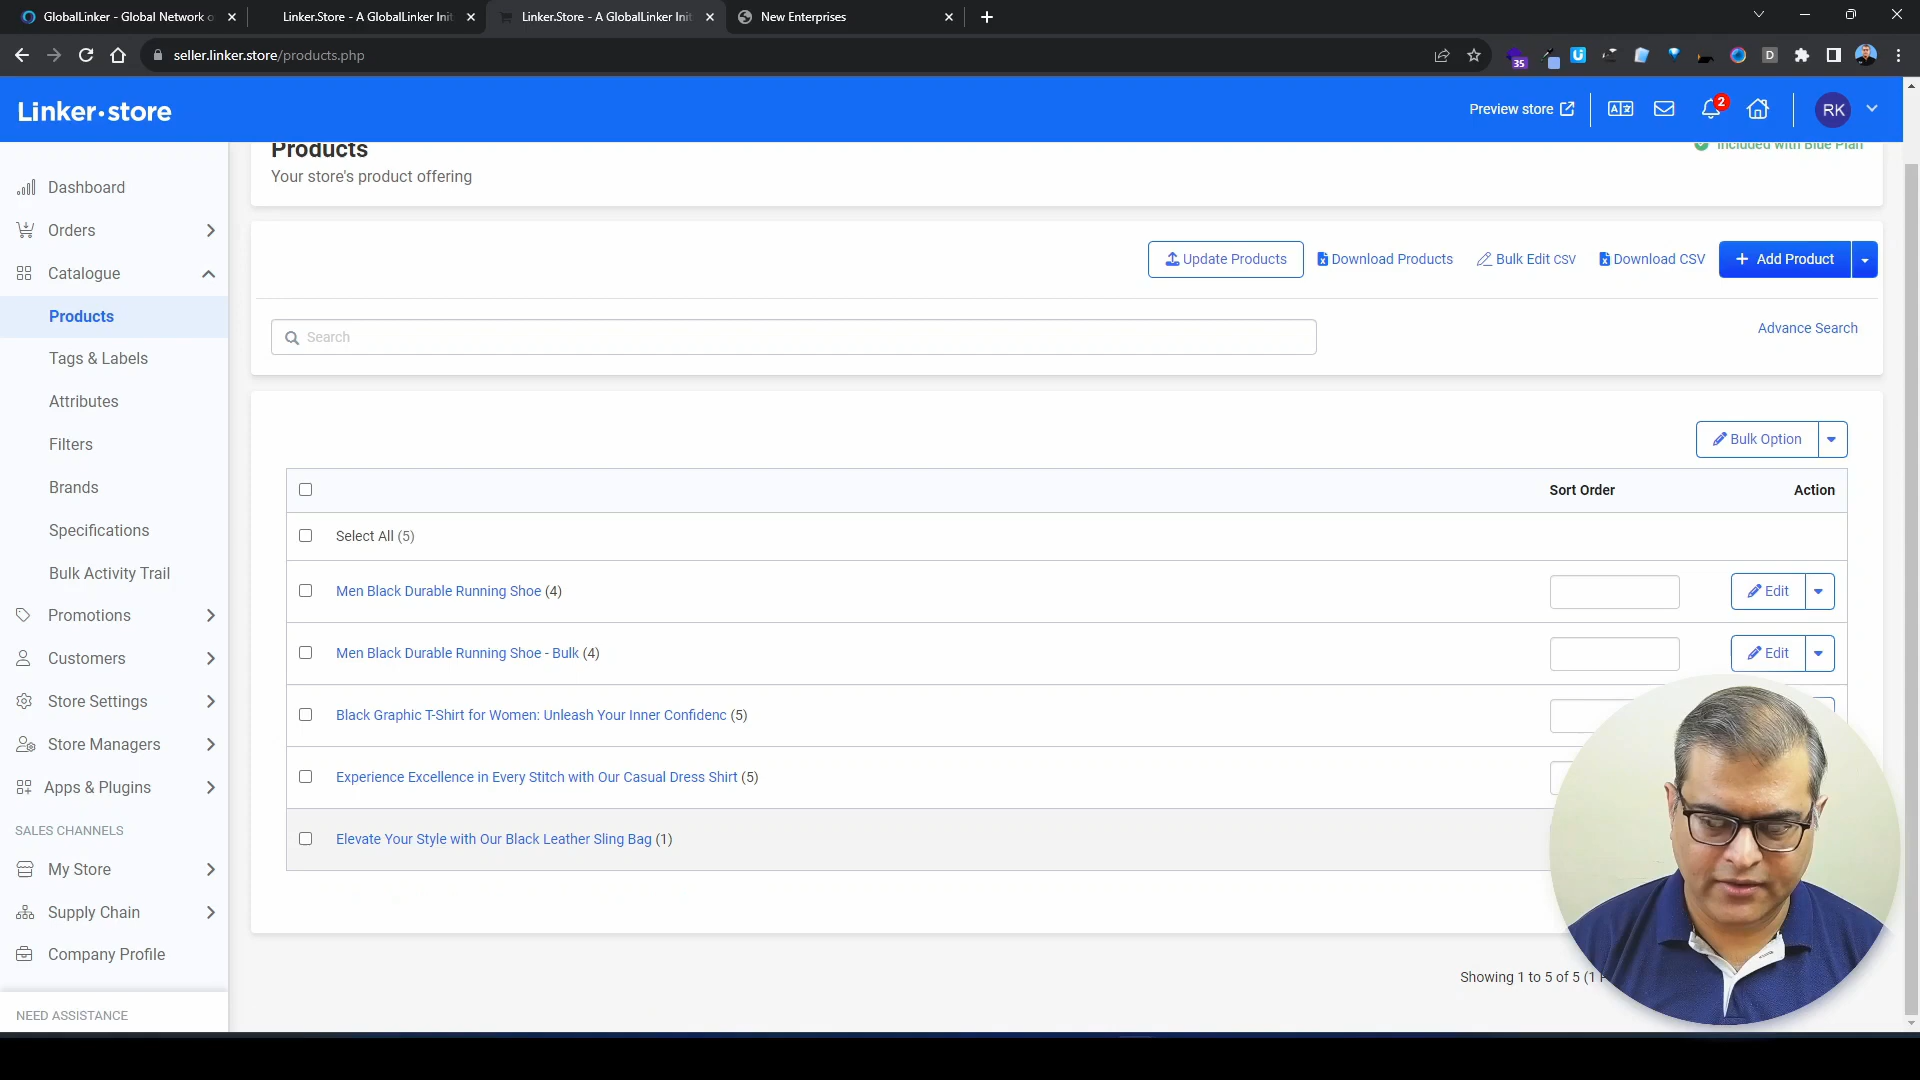 GlobalLinker - Global Network o
Linker.Store - A GlobalLinker Init
Linker.Store - A GlobalLinker Init
New Enterprises
seller.linker.store/products.php
35
D
Linker·store
Preview store
2
RK
Products
Included with Blue Plan
Your store's product offering
Dashboard
Orders
Catalogue
Products
Tags & Labels
Attributes
Filters
Brands
Specifications
Bulk Activity Trail
Promotions
Customers
Store Settings
Store Managers
Apps & Plugins
SALES CHANNELS
My Store
Supply Chain
Company Profile
NEED ASSISTANCE
Update Products
Download Products
Bulk Edit CSV
Download CSV
+ Add Product
Search
Advance Search
Bulk Option
Sort Order Action
Select All (5)
Men Black Durable Running Shoe (4)
Edit
Men Black Durable Running Shoe - Bulk (4)
Edit
Black Graphic T-Shirt for Women: Unleash Your Inner Confidenc (5)
Experience Excellence in Every Stitch with Our Casual Dress Shirt (5)
Elevate Your Style with Our Black Leather Sling Bag (1)
Showing 1 to 5 of 5 (1